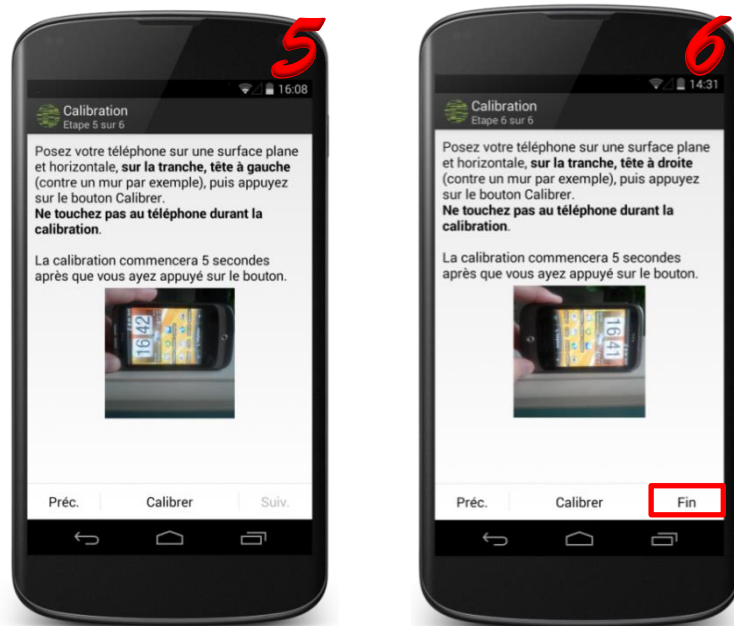 5
16:08
Calibration
Etape 5 sur 6
Posez votre téléphone sur une surface plane
et horizontale, sur la tranche, tête à gauche
(contre un mur par exemple), puis appuyez
sur le bouton Calibrer.
Ne touchez pas au téléphone durant la
calibration.
La calibration commencera 5 secondes
après que vous ayez appuyé sur le bouton.
16 42
Préc.
Calibrer
Suiv.
6
14:31
Calibration
Etape 6 sur 6
Posez votre téléphone sur une surface plane
et horizontale, sur la tranche, tête à droite
(contre un mur par exemple), puis appuyez
sur le bouton Calibrer.
Ne touchez pas au téléphone durant la
calibration.
La calibration commencera 5 secondes
après que vous ayez appuyé sur le bouton.
16 41
Préc.
Calibrer
Fin